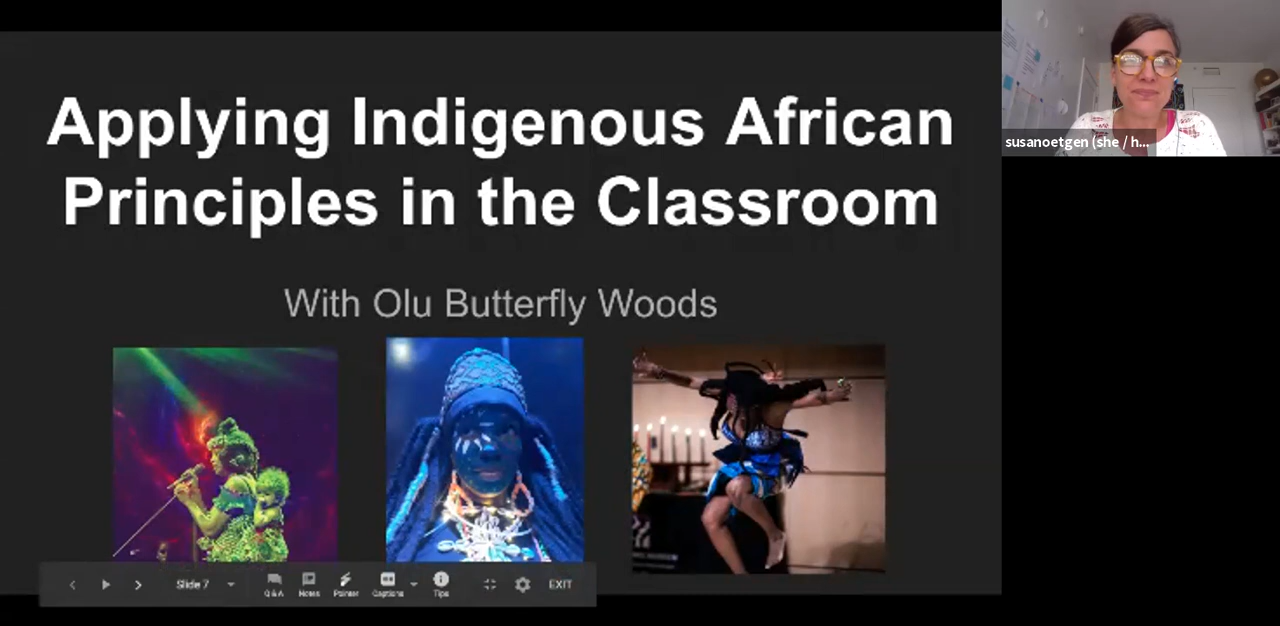 Applying Indigenous African
Principles in the Classroom
With Olu Butterfly Woods
susanoetgen (she / h...
Slide 7
Q & A
Notes
Pointer
Captions
Tips
EXIT